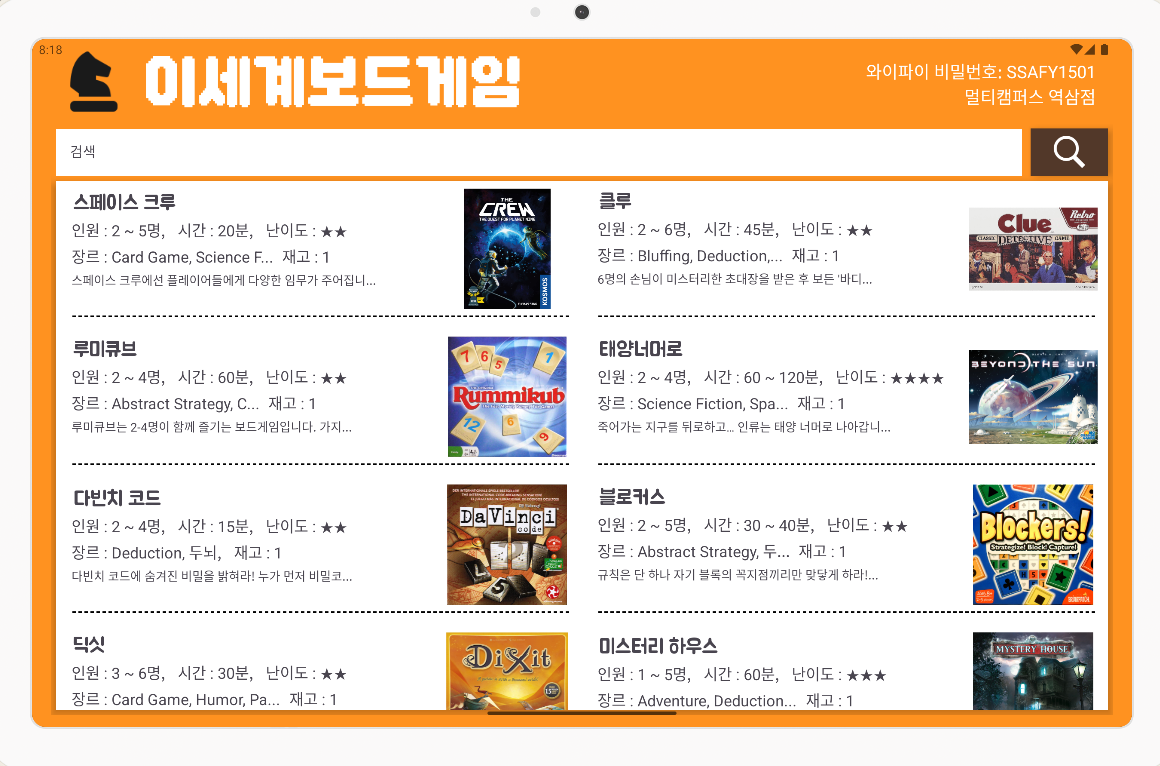 8:18
이세계보드게임
와이파이 비밀번호: SSAFY1501
멀티캠퍼스 역삼점
검색
스페이스 크루
인원 : 2 ~ 5명, 시간 : 20분, 난이도 : ★★
장르 : Card Game, Science F... 재고 : 1
스페이스 크루에선 플레이어들에게 다양한 임무가 주어집니...
THE CREW
THE QUEST FOR PLANET NINE
KOSMOS
클루
인원 : 2 ~ 6명, 시간 : 45분, 난이도 : ★★
장르 : Bluffing, Deduction,... 재고 : 1
6명의 손님이 미스터리한 초대장을 받은 후 보든 '바디...
Clue
Retro
CLASSIC DETECTIVE GAME
루미큐브
인원 : 2 ~ 4명, 시간 : 60분, 난이도 : ★★
장르 : Abstract Strategy, C... 재고 : 1
루미큐브는 2-4명이 함께 즐기는 보드게임입니다. 가지...
7 6 5 1
Rummikub
12 6 9
태양너머로
인원 : 2 ~ 4명, 시간 : 60 ~ 120분, 난이도 : ★★★★
장르 : Science Fiction, Spa... 재고 : 1
죽어가는 지구를 뒤로하고... 인류는 태양 너머로 나아갑니...
BEYOND THE SUN
다빈치 코드
인원 : 2 ~ 4명, 시간 : 15분, 난이도 : ★★
장르 : Deduction, 두뇌, 재고 : 1
다빈치 코드에 숨겨진 비밀을 밝혀라! 누가 먼저 비밀코...
DaVinci
code
5
블로커스
인원 : 2 ~ 5명, 시간 : 30 ~ 40분, 난이도 : ★★
장르 : Abstract Strategy, 두... 재고 : 1
규칙은 단 하나 자기 블록의 꼭지점끼리만 맞닿게 하라!...
Blockers!
Strategize! Block! Capture!
딕싯
인원 : 3 ~ 6명, 시간 : 30분, 난이도 : ★★
장르 : Card Game, Humor, Pa... 재고 : 1
DiXit
미스터리 하우스
인원 : 1 ~ 5명, 시간 : 60분, 난이도 : ★★★
장르 : Adventure, Deduction... 재고 : 1
MYSTERY HOUSE